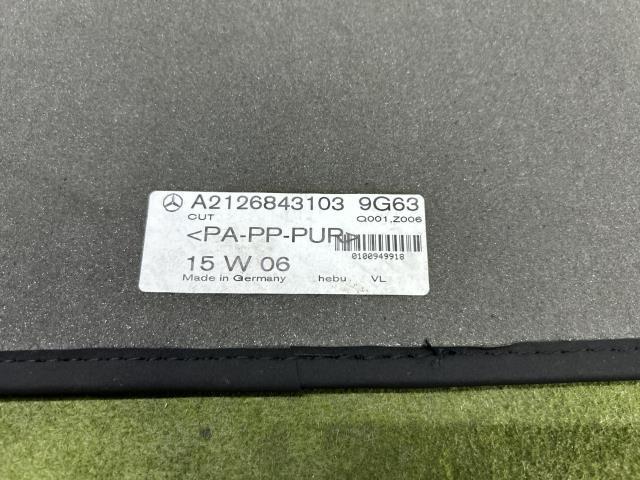 A2126843103 9G63
CUT Q001,Z006
<PA-PP-PUR>
0100949918
15 W 06
Made in Germany hebu VL